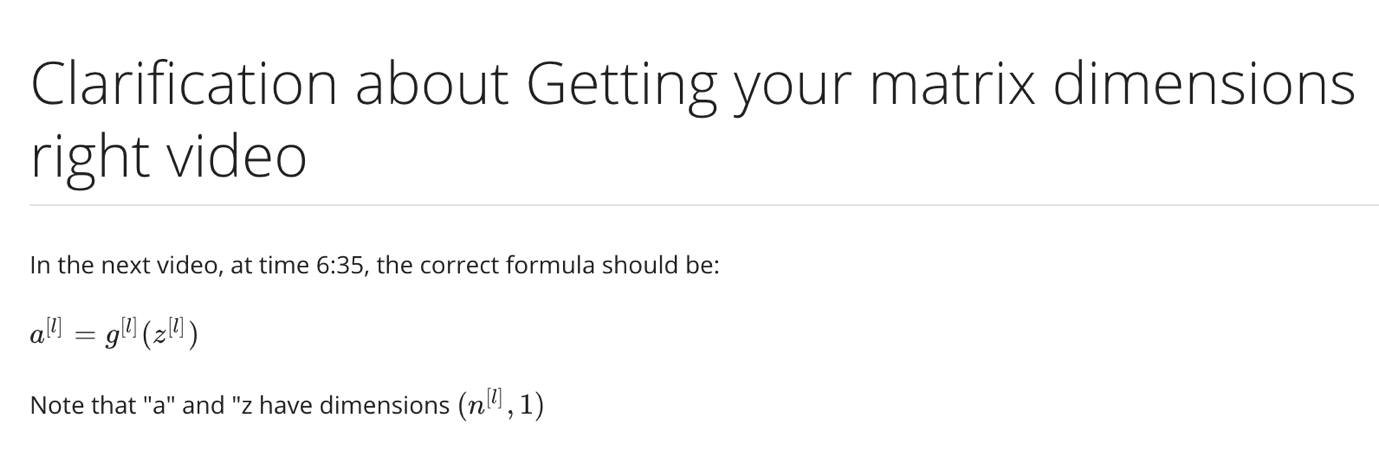 Clarification about Getting your matrix dimensions
right video
In the next video, at time 6:35, the correct formula should be:
a^{[l]} = g^{[l]}(z^{[l]})
Note that "a" and "z have dimensions (n^{[l]}, 1)